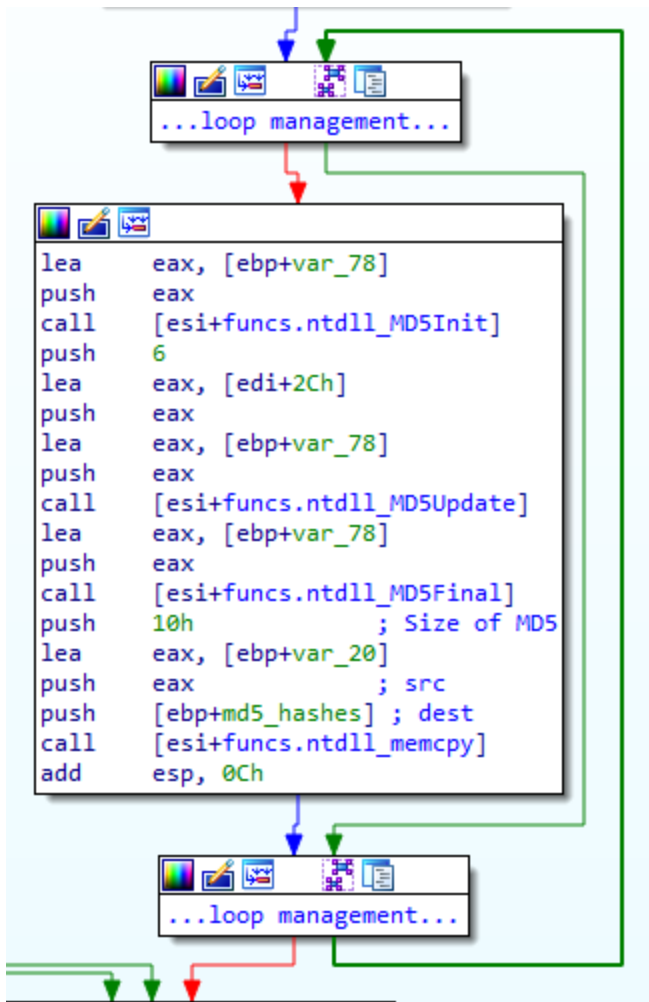 ...loop management...
lea eax, [ebp+var_78]
push eax
call [esi+funcs.ntdll_MD5Init]
push 6
lea eax, [edi+2Ch]
push eax
lea eax, [ebp+var_78]
push eax
call [esi+funcs.ntdll_MD5Update]
lea eax, [ebp+var_78]
push eax
call [esi+funcs.ntdll_MD5Final]
push 10h ; Size of MD5
lea eax, [ebp+var_20]
push eax ; src
push [ebp+md5_hashes] ; dest
call [esi+funcs.ntdll_memcpy]
add esp, 0Ch
...loop management...